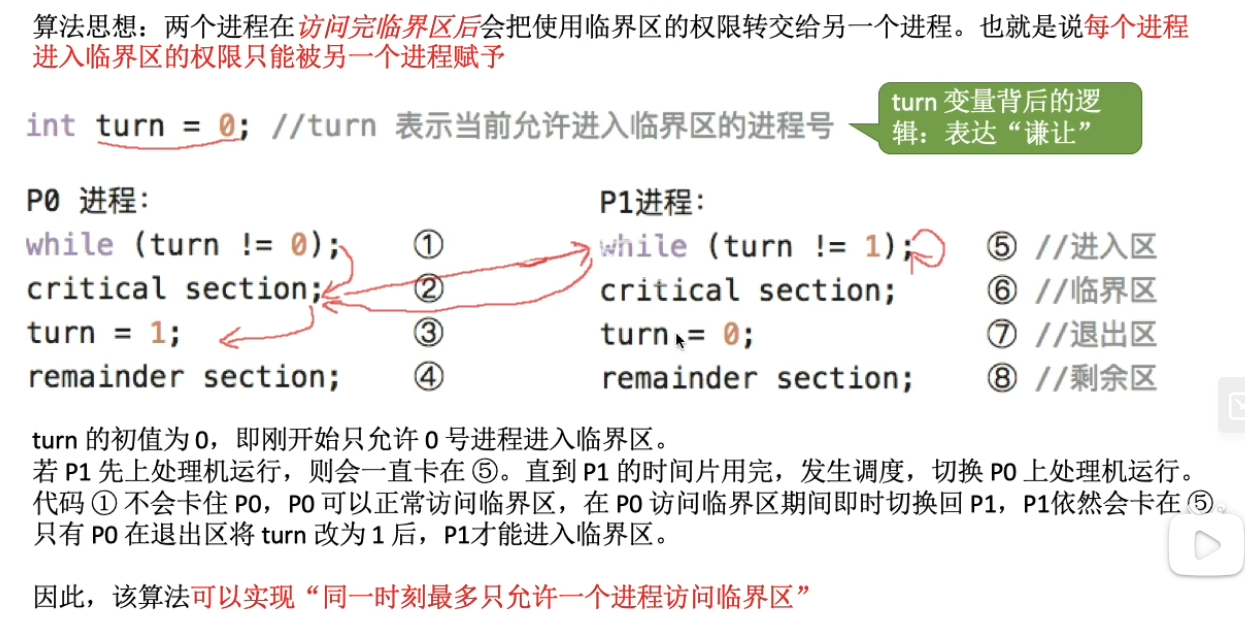 算法思想：两个进程在访问完临界区后会把使用临界区的权限转交给另一个进程。也就是说每个进程
进入临界区的权限只能被另一个进程赋予
int turn = 0; //turn 表示当前允许进入临界区的进程号
turn 变量背后的逻
辑：表达“谦让”
P0 进程：
while (turn != 0); ①
critical section; ②
turn = 1; ③
remainder section; ④
P1进程：
while (turn != 1); ⑤ //进入区
critical section; ⑥ //临界区
turn = 0; ⑦ //退出区
remainder section; ⑧ //剩余区
turn 的初值为 0，即刚开始只允许 0 号进程进入临界区。
若 P1 先上处理机运行，则会一直卡在 ⑤。直到 P1 的时间片用完，发生调度，切换 P0 上处理机运行。
代码 ① 不会卡住 P0，P0 可以正常访问临界区，在 P0 访问临界区期间即时切换回 P1，P1依然会卡在 ⑤。
只有 P0 在退出区将 turn 改为 1 后，P1才能进入临界区。
因此，该算法可以实现“同一时刻最多只允许一个进程访问临界区”